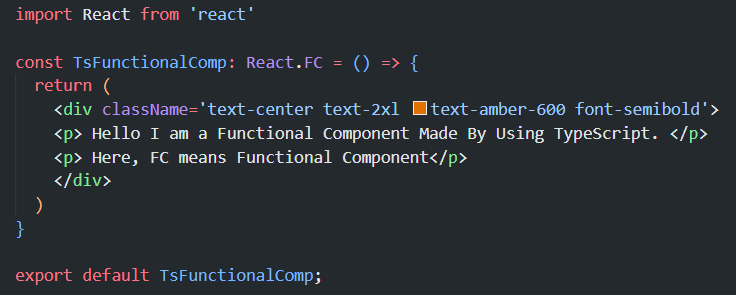 import React from 'react'
const TsFunctionalComp: React.FC = () => {
return (
<div className='text-center text-2xl text-amber-600 font-semibold'>
<p> Hello I am a Functional Component Made By Using TypeScript. </p>
<p> Here, FC means Functional Component</p>
</div>
)
}
export default TsFunctionalComp;